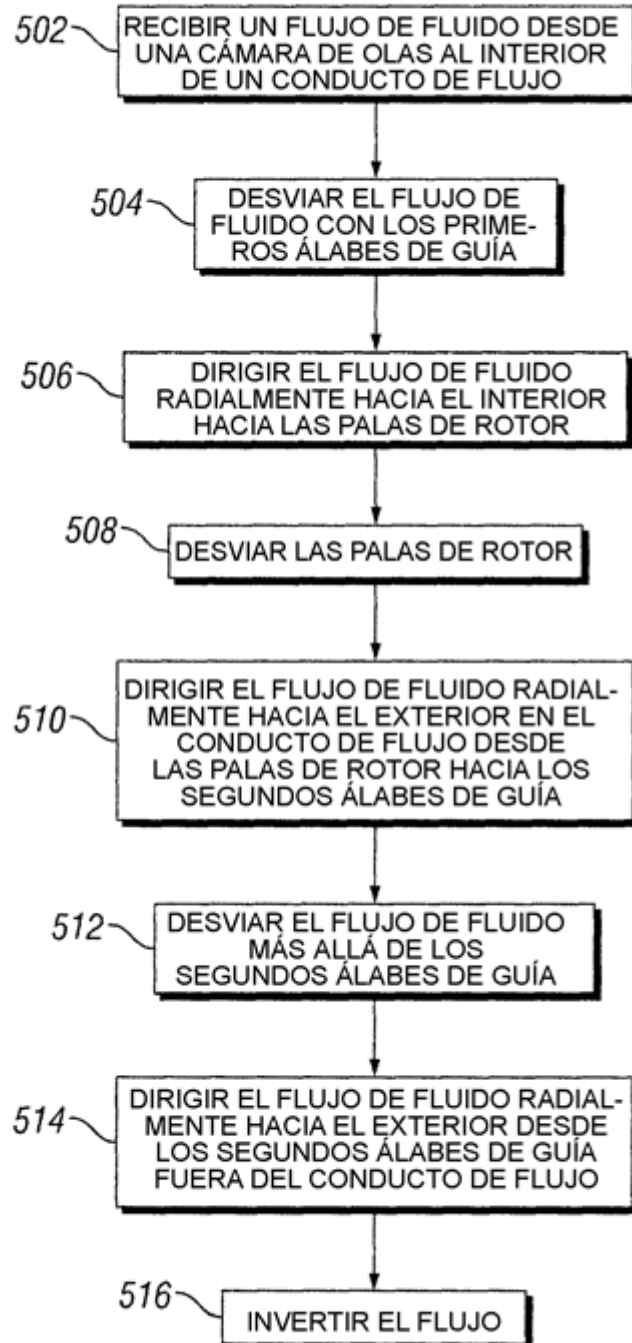 502
RECIBIR UN FLUJO DE FLUIDO DESDE
UNA CÁMARA DE OLAS AL INTERIOR
DE UN CONDUCTO DE FLUJO
504
DESVIAR EL FLUJO DE
FLUIDO CON LOS PRIME-
ROS ÁLABES DE GUÍA
506
DIRIGIR EL FLUJO DE FLUIDO
RADIALMENTE HACIA EL INTERIOR
HACIA LAS PALAS DE ROTOR
508
DESVIAR LAS PALAS DE ROTOR
510
DIRIGIR EL FLUJO DE FLUIDO RADIAL-
MENTE HACIA EL EXTERIOR EN EL
CONDUCTO DE FLUJO DESDE
LAS PALAS DE ROTOR HACIA LOS
SEGUNDOS ÁLABES DE GUÍA
512
DESVIAR EL FLUJO DE FLUIDO
MÁS ALLÁ DE LOS
SEGUNDOS ÁLABES DE GUÍA
514
DIRIGIR EL FLUJO DE FLUIDO RADIAL-
MENTE HACIA EL EXTERIOR DESDE
LOS SEGUNDOS ÁLABES DE GUÍA
FUERA DEL CONDUCTO DE FLUJO
516
INVERTIR EL FLUJO